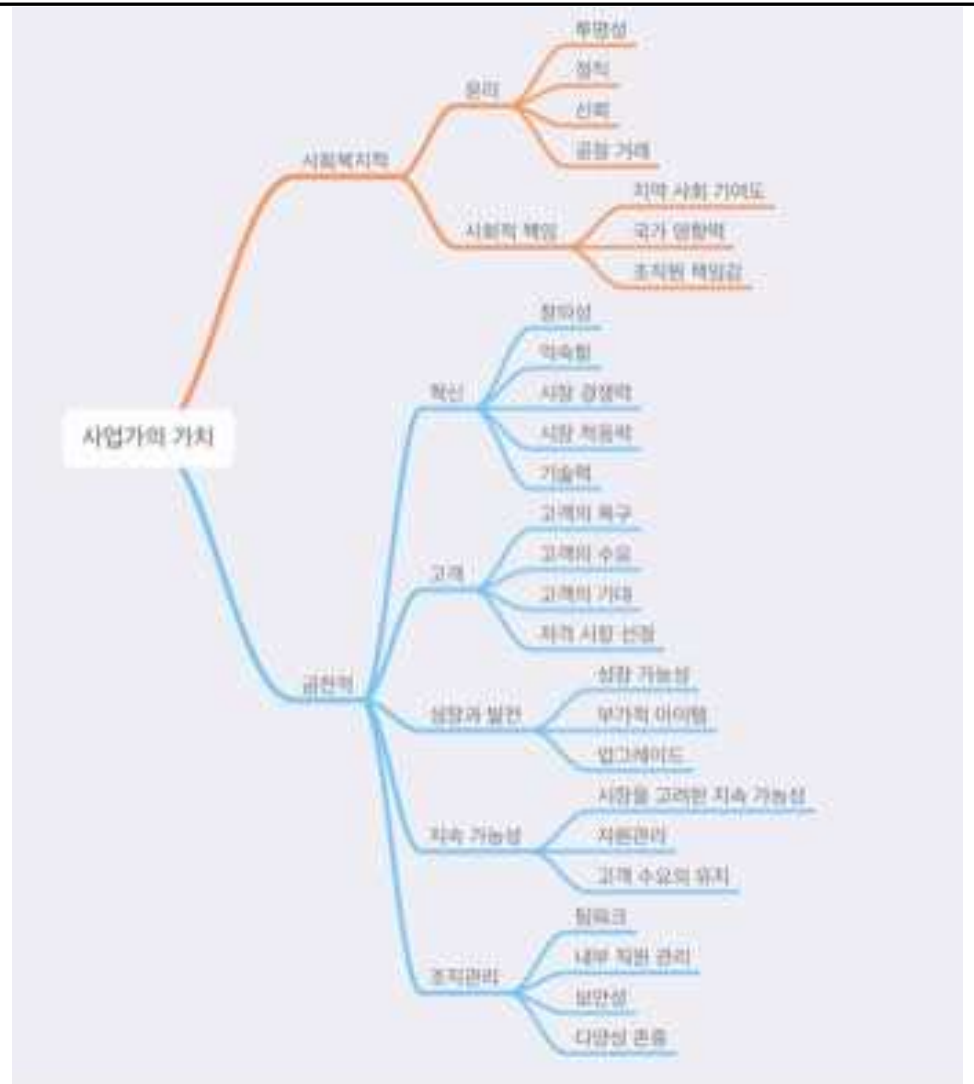 투명성
정직
윤리
신뢰
공정 거래
사회복지적
지역 사회 기여도
사회적 책임
국가 영향력
조직원 책임감
창의성
익숙함
혁신
시장 경쟁력
시장 적응력
기술력
사업가의 가치
고객의 욕구
고객의 수요
고객
고객의 기대
시장 선정
금전적
성장 가능성
성장과 발전
부가적 아이템
업그레이드
시장을 고려한 지속 가능성
지속 가능성
자원관리
고객 수요의 유지
팀워크
내부 직원 관리
조직관리
보안성
다양성 존중